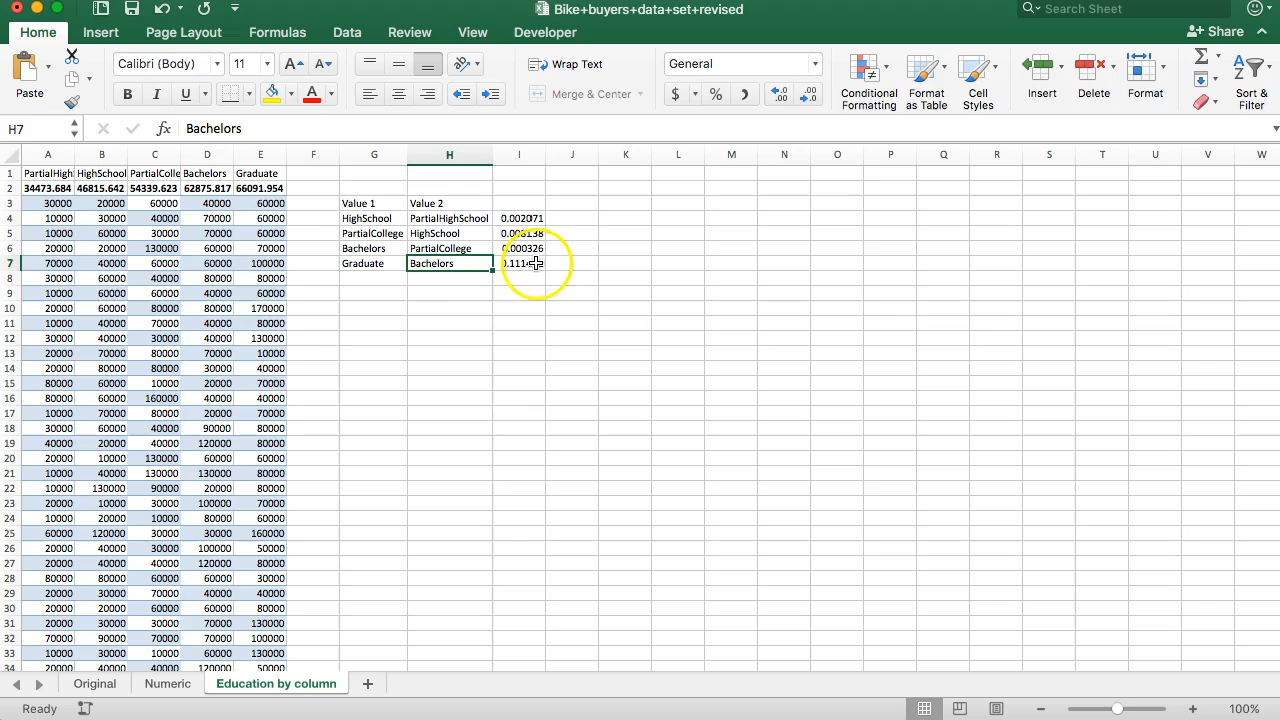 Bike+buyers+data+set+revised
Search Sheet
Home Insert Page Layout Formulas Data Review View Developer
Share
Paste
Calibri (Body) 11
Wrap Text
Merge & Center
General
Conditional Formatting
Format as Table
Cell Styles
Insert
Delete
Format
Sort & Filter
H7 fx Bachelors
A B C D E F G H I J K L M N O P Q R S T U V W
1 PartialHigh HighSchool PartialColle Bachelors Graduate
2 34473.684 46815.642 54339.623 62875.817 66091.954
3 30000 20000 60000 40000 60000 Value 1 Value 2
4 10000 30000 40000 70000 60000 HighSchool PartialHighSchool 0.002071
5 10000 60000 30000 70000 60000 PartialCollege HighSchool
6 20000 20000 130000 60000 70000 Bachelors PartialCollege 0.000326
7 70000 40000 60000 60000 100000 Graduate Bachelors
8 30000 60000 40000 80000 80000
9 10000 60000 60000 40000 60000
10 20000 60000 80000 80000 170000
11 10000 40000 70000 40000 80000
12 30000 40000 30000 40000 130000
13 20000 70000 80000 70000 10000
14 20000 80000 80000 30000 40000
15 80000 60000 10000 20000 70000
16 80000 60000 160000 40000 40000
17 10000 70000 80000 20000 70000
18 30000 60000 40000 90000 80000
19 40000 20000 40000 120000 80000
20 20000 10000 130000 60000 60000
21 10000 40000 130000 130000 80000
22 10000 130000 90000 20000 80000
23 20000 10000 30000 100000 70000
24 10000 20000 10000 80000 60000
25 60000 120000 30000 30000 160000
26 20000 40000 30000 100000 50000
27 20000 40000 40000 120000 80000
28 80000 80000 60000 60000 30000
29 20000 30000 70000 40000 40000
30 20000 20000 60000 60000 80000
31 20000 30000 30000 70000 130000
32 70000 90000 70000 70000 100000
33 10000 30000 10000 60000 130000
34 20000 40000 40000 120000 50000
Original Numeric Education by column
Ready
100%